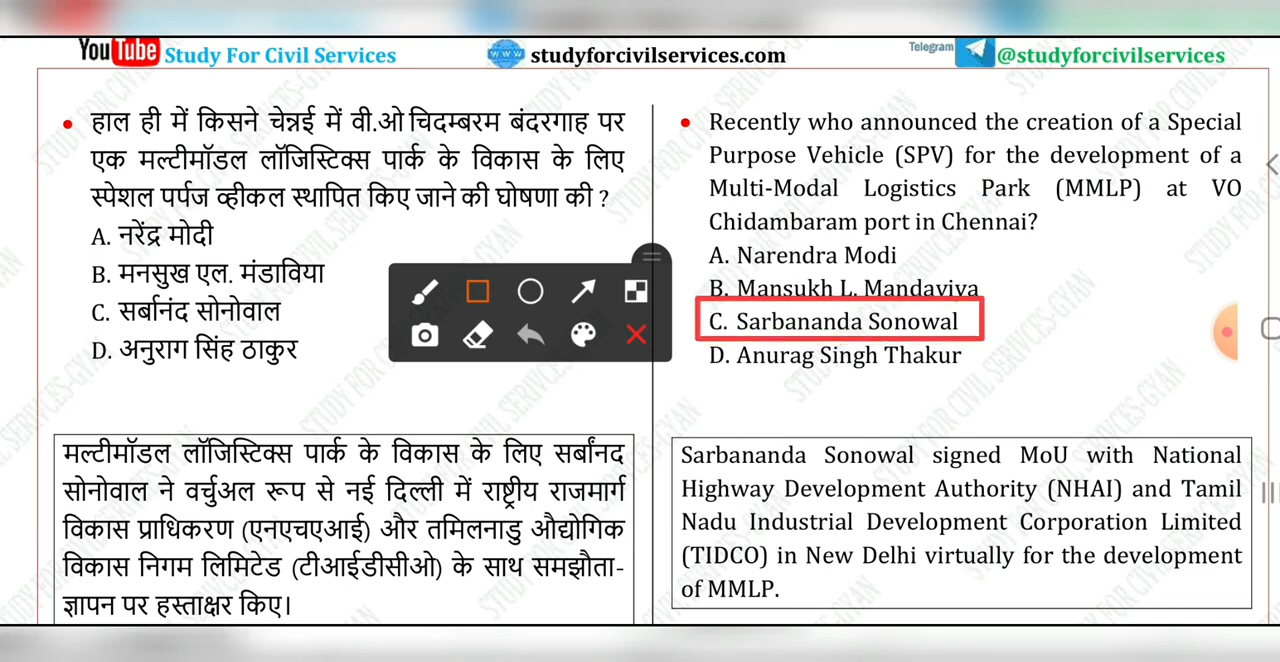 YouTube Study For Civil Services
www studyforcivilservices.com
Telegram @studyforcivilservices
हाल ही में किसने चेन्नई में वी.ओ चिदम्बरम बंदरगाह पर
एक मल्टीमॉडल लॉजिस्टिक्स पार्क के विकास के लिए
स्पेशल पर्पज व्हीकल स्थापित किए जाने की घोषणा की ?
A. नरेंद्र मोदी
B. मनसुख एल. मंडाविया
C. सर्बानंद सोनोवाल
D. अनुराग सिंह ठाकुर
मल्टीमॉडल लॉजिस्टिक्स पार्क के विकास के लिए सर्बांनद
सोनोवाल ने वर्चुअल रूप से नई दिल्ली में राष्ट्रीय राजमार्ग
विकास प्राधिकरण (एनएचएआई) और तमिलनाडु औद्योगिक
विकास निगम लिमिटेड (टीआईडीसीओ) के साथ समझौता-
ज्ञापन पर हस्ताक्षर किए।
Recently who announced the creation of a Special
Purpose Vehicle (SPV) for the development of a
Multi-Modal Logistics Park (MMLP) at VO
Chidambaram port in Chennai?
A. Narendra Modi
B. Mansukh L. Mandaviya
C. Sarbananda Sonowal
D. Anurag Singh Thakur
Sarbananda Sonowal signed MoU with National
Highway Development Authority (NHAI) and Tamil
Nadu Industrial Development Corporation Limited
(TIDCO) in New Delhi virtually for the development
of MMLP.